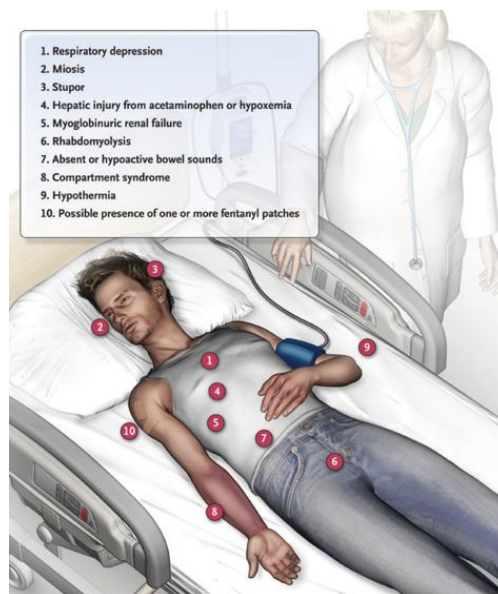 1. Respiratory depression
2. Miosis
3. Stupor
4. Hepatic injury from acetaminophen or hypoxemia
5. Myoglobinuric renal failure
6. Rhabdomyolysis
7. Absent or hypoactive bowel sounds
8. Compartment syndrome
9. Hypothermia
10. Possible presence of one or more fentanyl patches
3
2
9
1
4
10
5
7
6
8